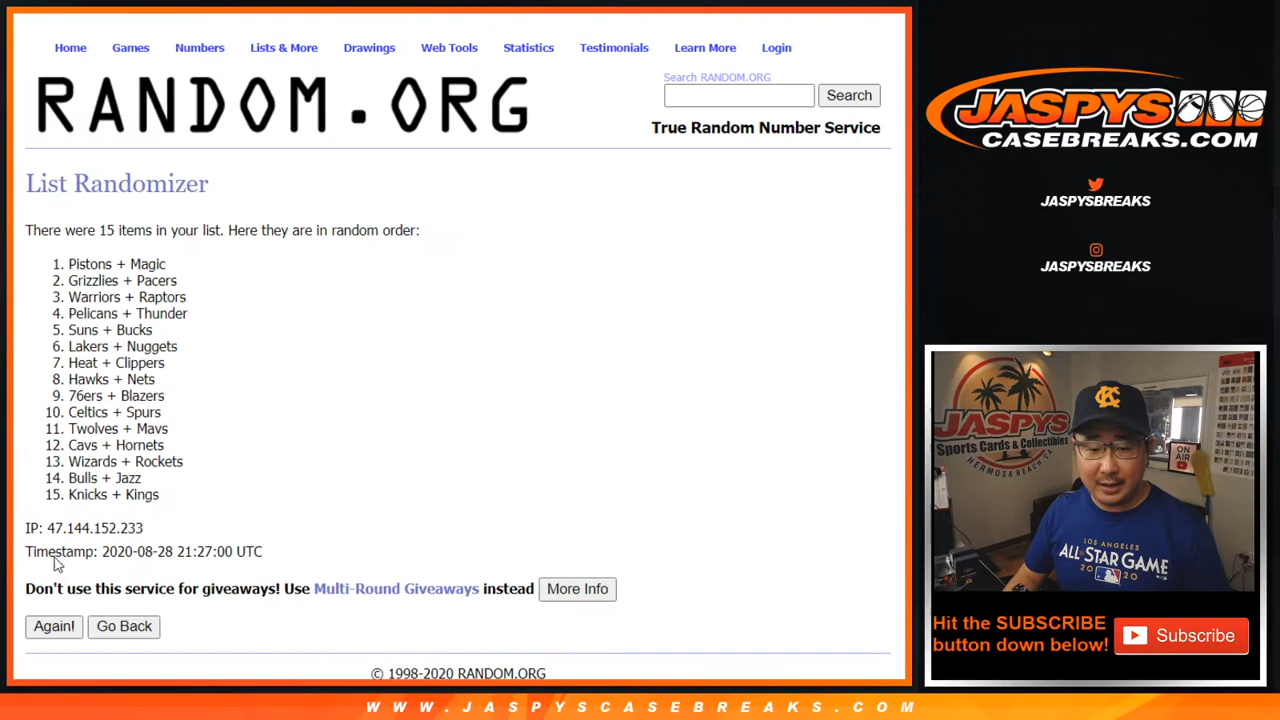 Home Games Numbers Lists & More Drawings Web Tools Statistics Testimonials Learn More Login
RANDOM.ORG
Search RANDOM.ORG
Search
True Random Number Service
List Randomizer
There were 15 items in your list. Here they are in random order:
1. Pistons + Magic
2. Grizzlies + Pacers
3. Warriors + Raptors
4. Pelicans + Thunder
5. Suns + Bucks
6. Lakers + Nuggets
7. Heat + Clippers
8. Hawks + Nets
9. 76ers + Blazers
10. Celtics + Spurs
11. Twolves + Mavs
12. Cavs + Hornets
13. Wizards + Rockets
14. Bulls + Jazz
15. Knicks + Kings
IP: 47.144.152.233
Timestamp: 2020-08-28 21:27:00 UTC
Don't use this service for giveaways! Use Multi-Round Giveaways instead More Info
Again! Go Back
© 1998-2020 RANDOM.ORG
JASPYS
CASEBREAKS.COM
JASPYSBREAKS
JASPYSBREAKS
JASPYS
Sports Cards & Collectibles
HERMOSA BEACH
KC
ON AIR
LOS ANGELES
ALL-STAR GAME
2020
Hit the SUBSCRIBE
button down below!
Subscribe
WWW.JASPYSCASEBREAKS.COM